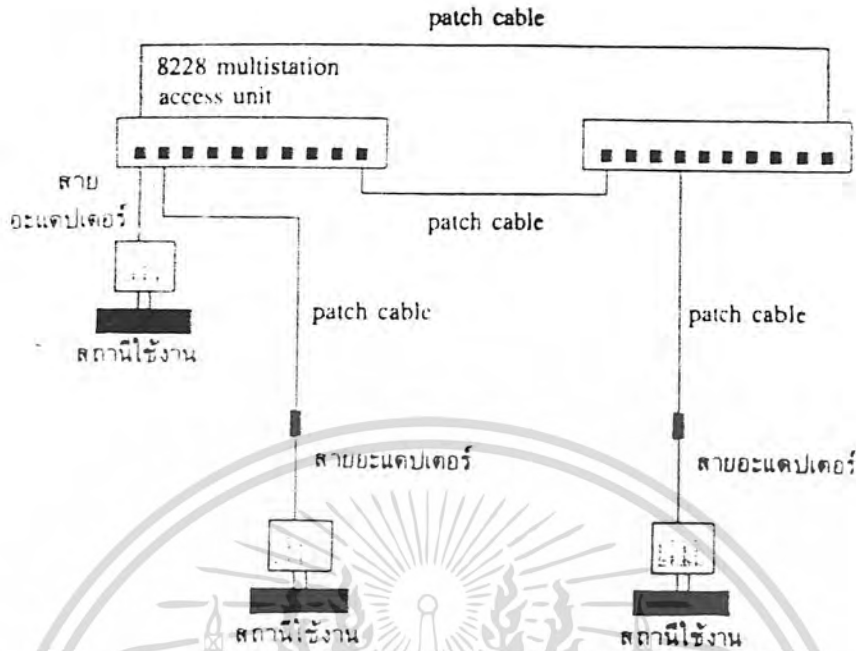 patch cable
8228 multistation
access unit
สาย
อะแดปเตอร์
patch cable
patch cable
patch cable
สถานีใช้งาน
สายยะแดปเตอร์
สายอะแดปเตอร์
สถานีใช้งาน
สถานีใช้งาน